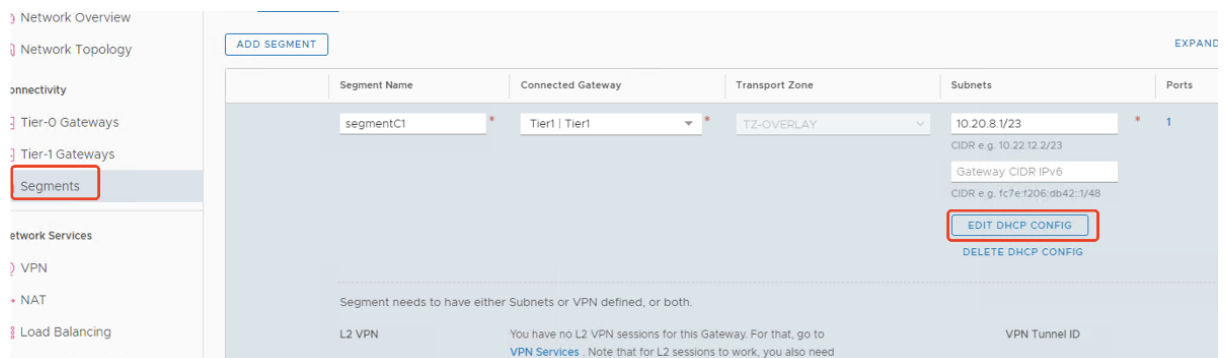 Network Overview
Network Topology
ADD SEGMENT
EXPAND
onnectivity
Segment Name Connected Gateway Transport Zone Subnets Ports
Tier-0 Gateways
segmentC1 * Tier1 | Tier1 * TZ-OVERLAY 10.20.8.1/23 * 1
CIDR e.g. 10.22.12.2/23
Tier-1 Gateways
Gateway CIDR IPv6
Segments
CIDR e.g. fc7e:f206:db42::1/48
EDIT DHCP CONFIG
etwork Services
DELETE DHCP CONFIG
VPN
NAT
Segment needs to have either Subnets or VPN defined, or both.
Load Balancing
L2 VPN You have no L2 VPN sessions for this Gateway. For that, go to VPN Tunnel ID
VPN Services . Note that for L2 sessions to work, you also need